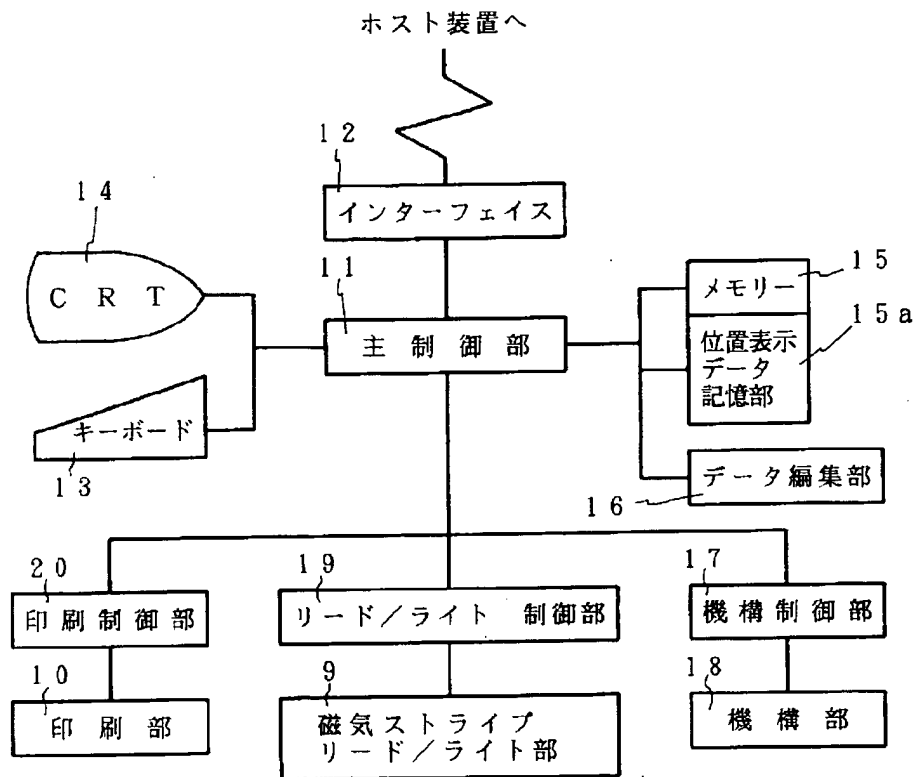 ホスト装置へ
12
インターフェイス
14
CRT
11
主制御部
15
メモリー
15a
位置表示
データ
記憶部
キーボード
13
データ編集部
16
20
印刷制御部
19
リード/ライト 制御部
17
機構制御部
10
印刷部
9
磁気ストライプ
リード/ライト部
18
機構部